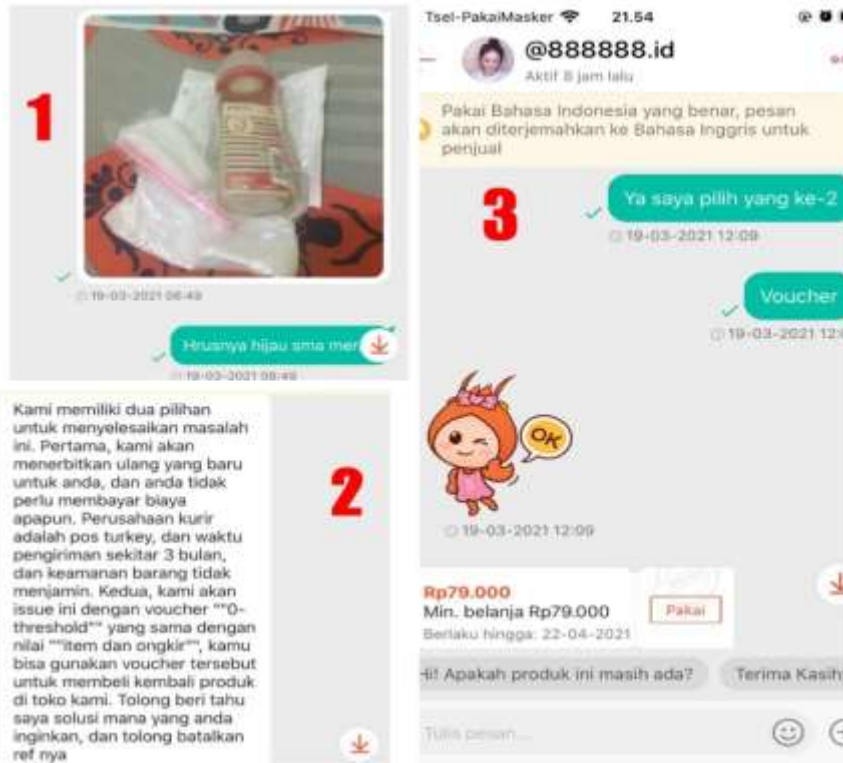 1
19-03-2021 08:49
Hrusnya hijau sma mer
19-03-2021 08:49
Kami memiliki dua pilihan
untuk menyelesaikan masalah
ini. Pertama, kami akan
menerbitkan ulang yang baru
untuk anda, dan anda tidak
perlu membayar biaya
apapun. Perusahaan kurir
adalah pos turkey, dan waktu
pengiriman sekitar 3 bulan,
dan keamanan barang tidak
menjamin. Kedua, kami akan
issue ini dengan voucher ""0-
threshold"" yang sama dengan
nilai ""item dan ongkir"", kamu
bisa gunakan voucher tersebut
untuk membeli kembali produk
di toko kami. Tolong beri tahu
saya solusi mana yang anda
inginkan, dan tolong batalkan
ref nya
2
Tsel-PakaiMasker 21.54
@888888.id
Aktif 8 jam lalu
Pakai Bahasa Indonesia yang benar, pesan
akan diterjemahkan ke Bahasa Inggris untuk
penjual
3
Ya saya pilih yang ke-2
19-03-2021 12:09
Voucher
19-03-2021 12:
OK
19-03-2021 12:09
Rp79.000
Min. belanja Rp79.000
Pakai
Berlaku hingga: 22-04-2021
Hi! Apakah produk ini masih ada?
Terima Kasih
Tulis pesan...